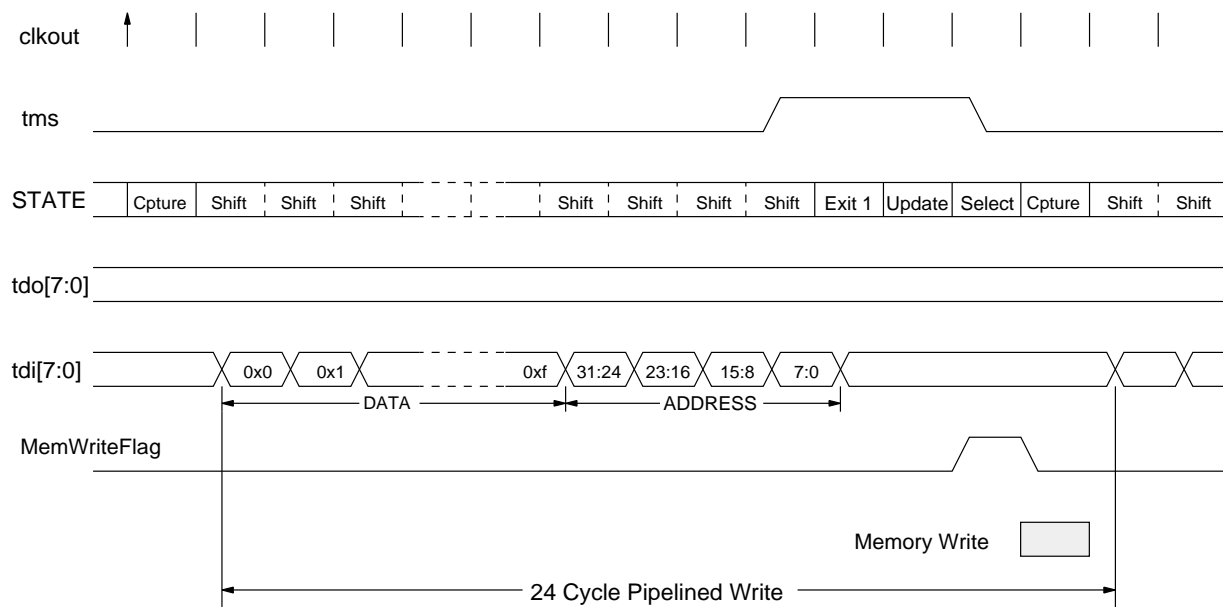 clkout
tms
STATE Cpture Shift Shift Shift Shift Shift Shift Shift Exit 1 Update Select Cpture Shift Shift
tdo[7:0]
tdi[7:0] 0x0 0x1 0xf 31:24 23:16 15:8 7:0
DATA ADDRESS
MemWriteFlag
Memory Write
24 Cycle Pipelined Write